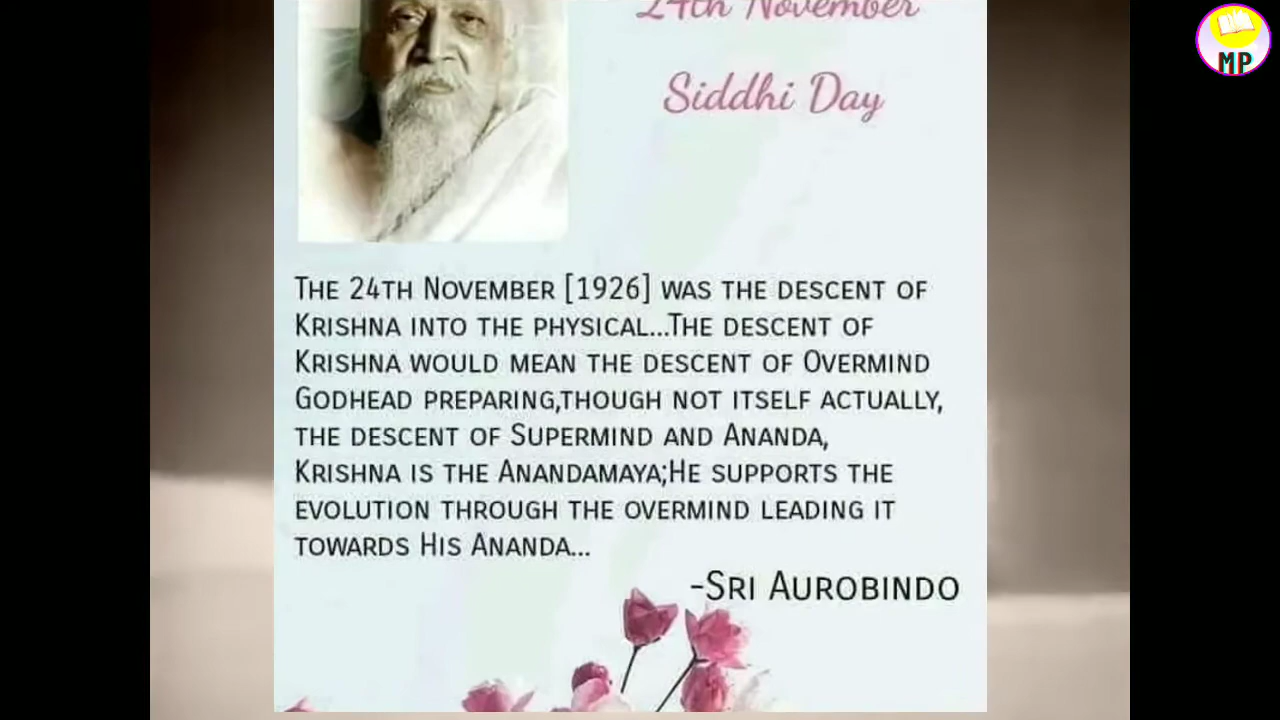 24th November
Siddhi Day
MP
The 24th November [1926] was the descent of
Krishna into the physical...The descent of
Krishna would mean the descent of Overmind
Godhead preparing,though not itself actually,
the descent of Supermind and Ananda,
Krishna is the Anandamaya;He supports the
evolution through the overmind leading it
towards His Ananda...
-Sri Aurobindo